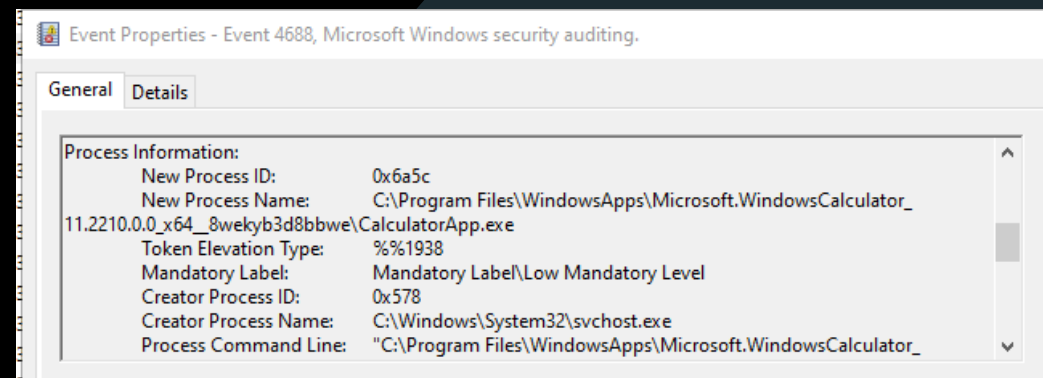 Event Properties - Event 4688, Microsoft Windows security auditing.
General Details
Process Information:
New Process ID: 0x6a5c
New Process Name: C:\Program Files\WindowsApps\Microsoft.WindowsCalculator_
11.2210.0.0_x64__8wekyb3d8bbwe\CalculatorApp.exe
Token Elevation Type: %%1938
Mandatory Label: Mandatory Label\Low Mandatory Level
Creator Process ID: 0x578
Creator Process Name: C:\Windows\System32\svchost.exe
Process Command Line: "C:\Program Files\WindowsApps\Microsoft.WindowsCalculator_